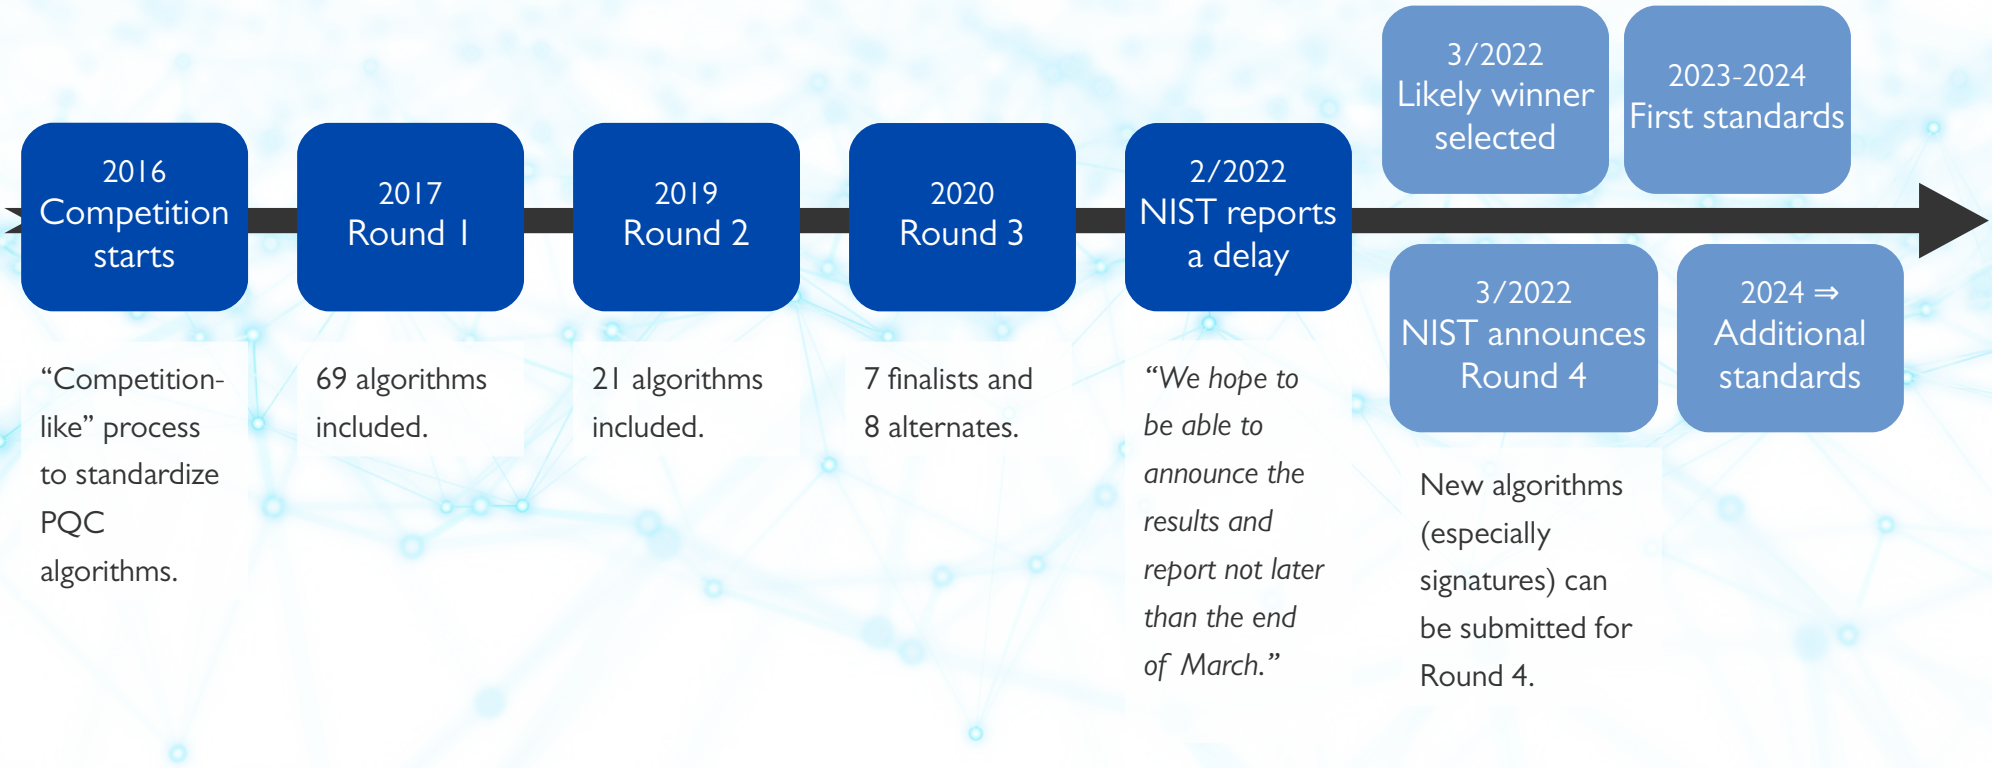 2016
Competition
starts
“Competition-
like” process
to standardize
PQC
algorithms.
2017
Round 1
69 algorithms
included.
2019
Round 2
21 algorithms
included.
2020
Round 3
7 finalists and
8 alternates.
2/2022
NIST reports
a delay
“We hope to
be able to
announce the
results and
report not later
than the end
of March.”
3/2022
Likely winner
selected
2023-2024
First standards
3/2022
NIST announces
Round 4
New algorithms
(especially
signatures) can
be submitted for
Round 4.
2024 ⇒
Additional
standards